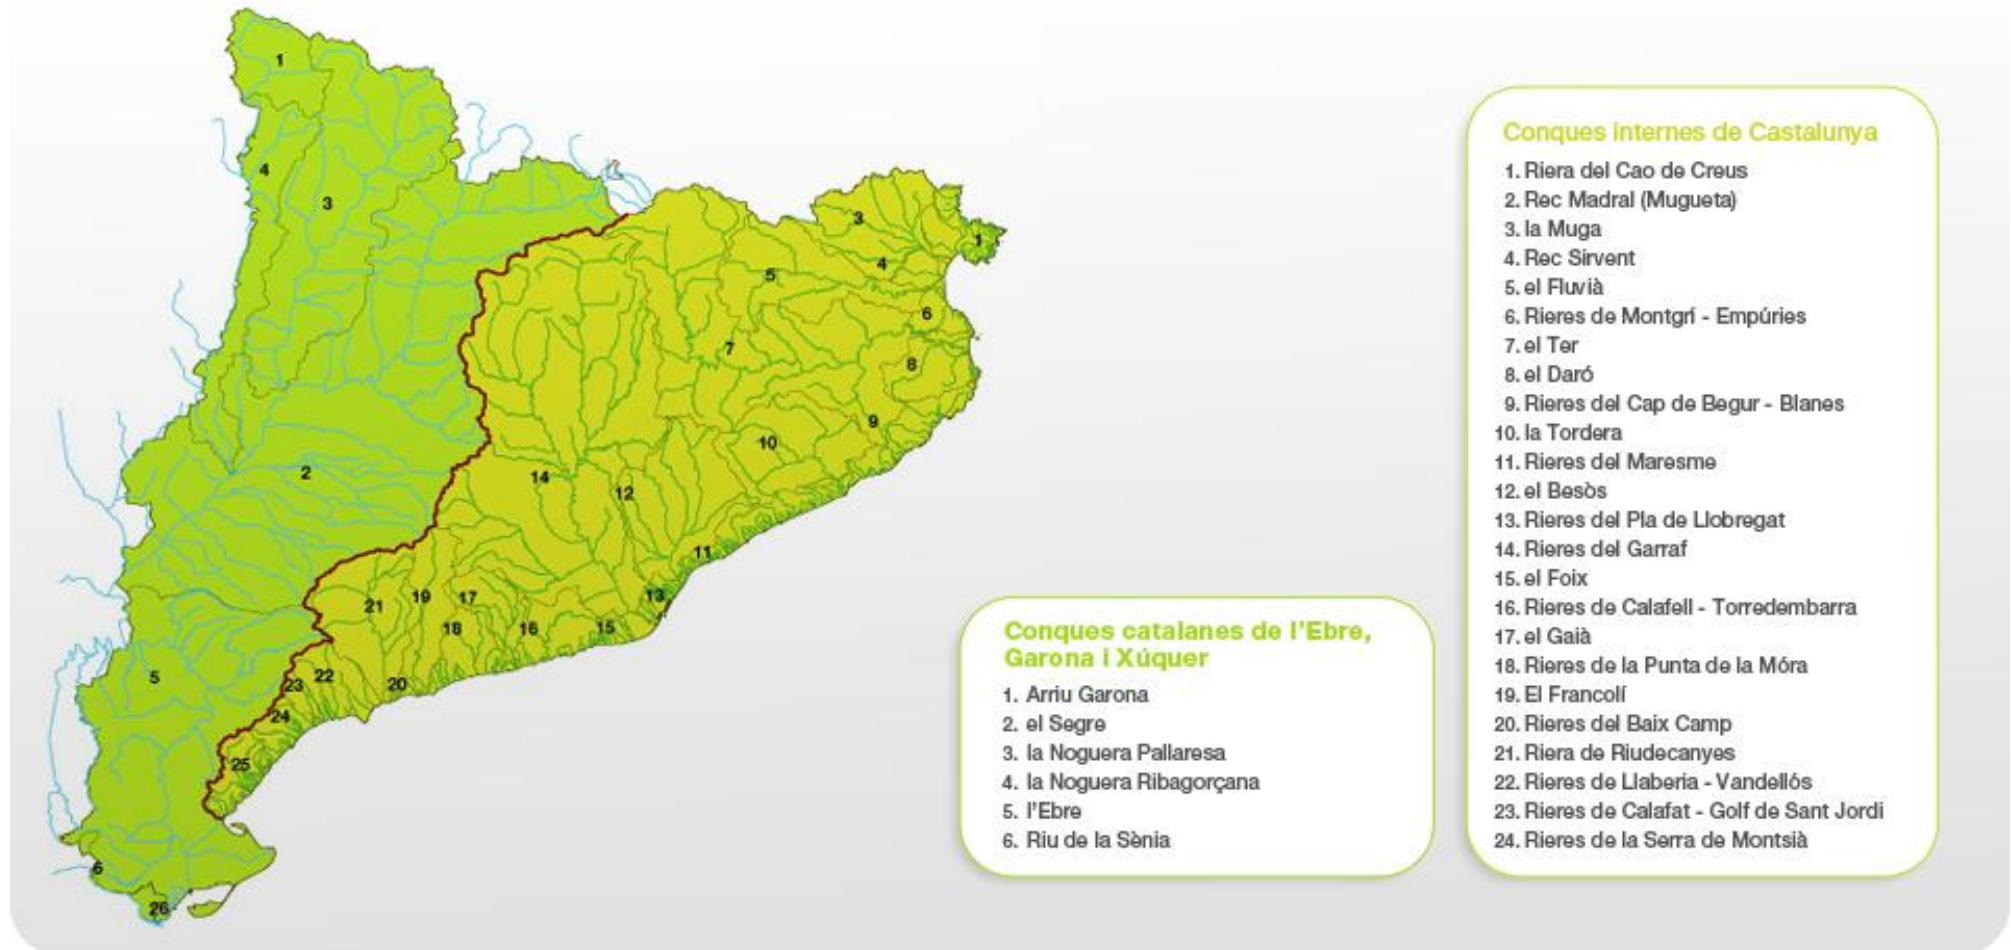 1
4
3
3
1
4
5
6
7
8
9
10
2
14
12
11
13
21
19
17
18
16
15
5
22
23
20
24
25
6
26
Conques catalanes de l'Ebre,
Garona i Xúquer
1. Arriu Garona
2. el Segre
3. la Noguera Pallaresa
4. la Noguera Ribagorçana
5. l'Ebre
6. Riu de la Sènia
Conques internes de Castalunya
1. Riera del Cao de Creus
2. Rec Madral (Mugueta)
3. la Muga
4. Rec Sirvent
5. el Fluvià
6. Rieres de Montgrí - Empúries
7. el Ter
8. el Daró
9. Rieres del Cap de Begur - Blanes
10. la Tordera
11. Rieres del Maresme
12. el Besòs
13. Rieres del Pla de Llobregat
14. Rieres del Garraf
15. el Foix
16. Rieres de Calafell - Torredembarra
17. el Gaià
18. Rieres de la Punta de la Móra
19. El Francolí
20. Rieres del Baix Camp
21. Riera de Riudecanyes
22. Rieres de Llaberia - Vandellós
23. Rieres de Calafat - Golf de Sant Jordi
24. Rieres de la Serra de Montsià